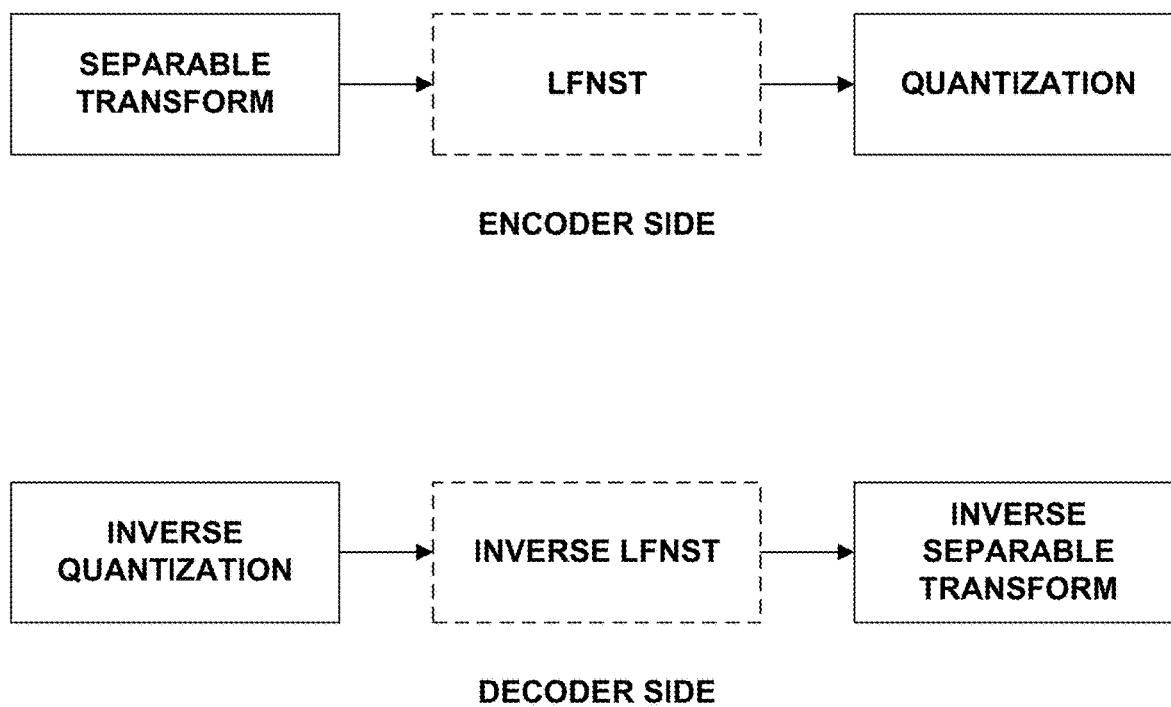 SEPARABLE
TRANSFORM
LFNST
QUANTIZATION
ENCODER SIDE
INVERSE
QUANTIZATION
INVERSE LFNST
INVERSE
SEPARABLE
TRANSFORM
DECODER SIDE